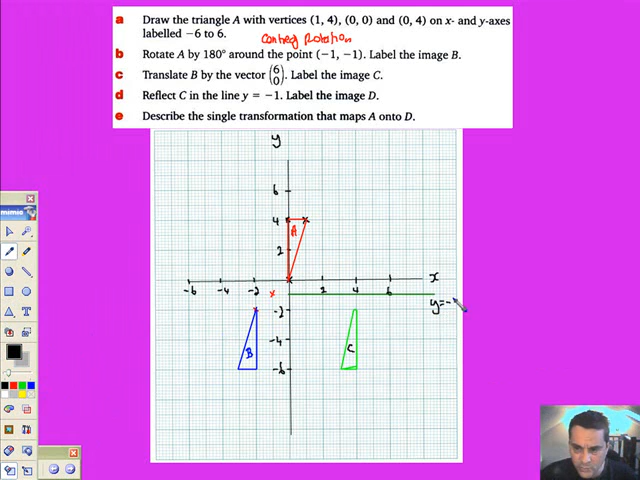 a Draw the triangle A with vertices (1, 4), (0, 0) and (0, 4) on x- and y-axes
labelled −6 to 6.
b Rotate A by 180° around the point (−1, −1). Label the image B.
c Translate B by the vector (6 0). Label the image C.
d Reflect C in the line y = −1. Label the image D.
e Describe the single transformation that maps A onto D.
y
6
4
A
2
x
-6 -4 -2 2 4 6
y=-
-2
-4
B
C
-6
mimio
A